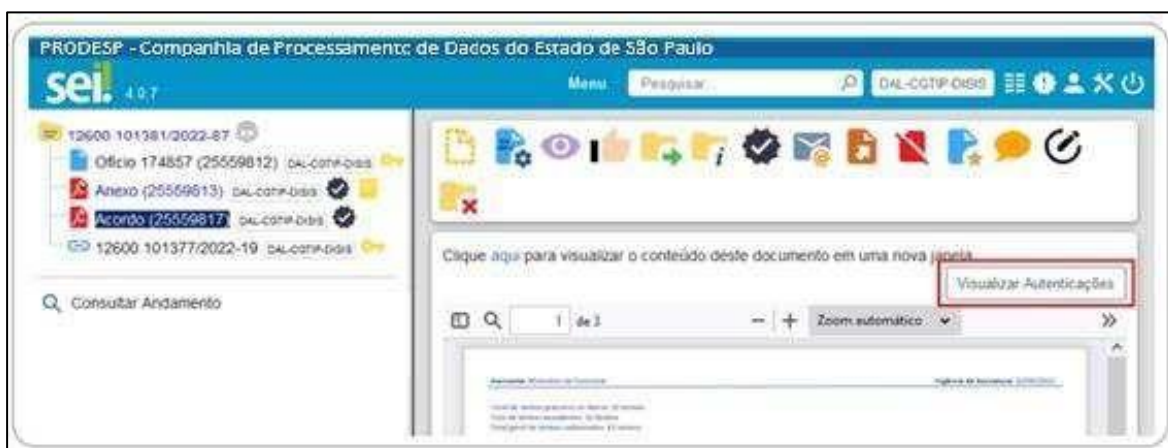 PRODESP - Companhia de Processamento de Dados do Estado de São Paulo
sei! 4.0.7
Menu
Pesquisar...
DAL-CGTIP-DISIS
12600 101381/2022-87
Ofício 174857 (25559812) DAL-CGTIP-DISIS
Anexo (25559813) DAL-CGTIP-DISIS
Acordo (25559817) DAL-CGTIP-DISIS
12600 101377/2022-19 DAL-CGTIP-DISIS
Consultar Andamento
Clique aqui para visualizar o conteúdo deste documento em uma nova janela.
Visualizar Autenticações
1 de 3
Zoom automático